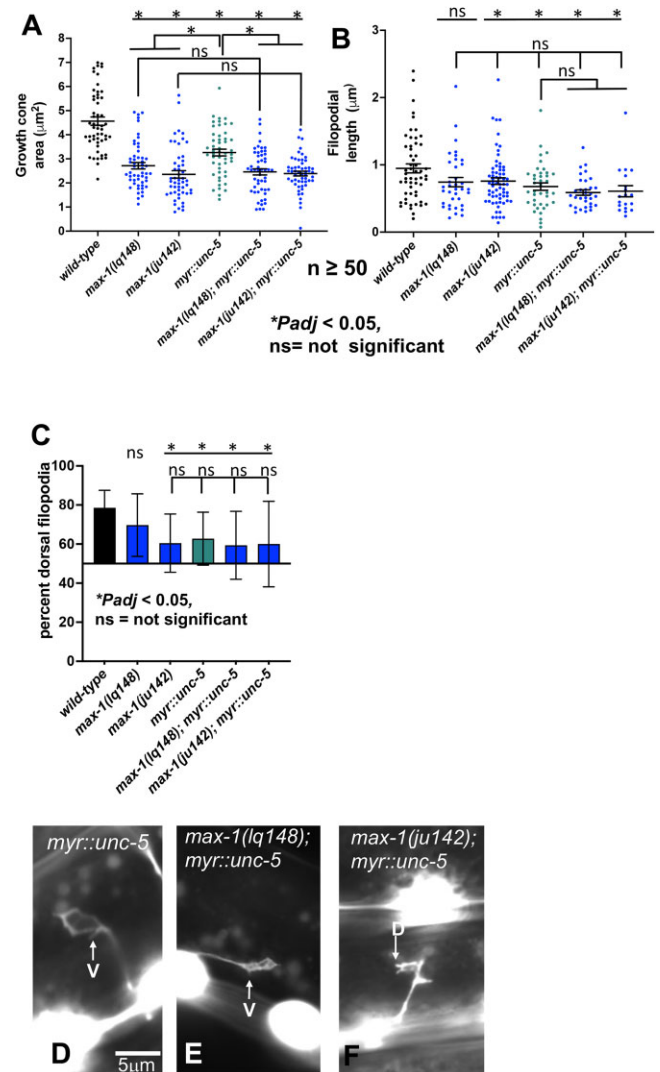 A
* * * * *
* *
ns
ns
Growth cone
area (μm²)
8
7
6
5
4
3
2
1
0
wild-type
max-1(lq148)
max-1(ju142)
myr::unc-5
max-1(lq148); myr::unc-5
max-1(ju142); myr::unc-5
B
ns * * * *
ns
ns
Filopodial
length (μm)
3
2
1
0
wild-type
max-1(lq148)
max-1(ju142)
myr::unc-5
max-1(lq148); myr::unc-5
max-1(ju142); myr::unc-5
n ≥ 50
*Padj < 0.05,
ns= not significant
C
ns * * * *
ns ns ns ns
percent dorsal filopodia
100
80
60
40
20
0
*Padj < 0.05,
ns = not significant
wild-type
max-1(lq148)
max-1(ju142)
myr::unc-5
max-1(lq148); myr::unc-5
max-1(ju142); myr::unc-5
myr::unc-5
V
5μm
D
max-1(lq148);
myr::unc-5
V
E
max-1(ju142);
myr::unc-5
D
F